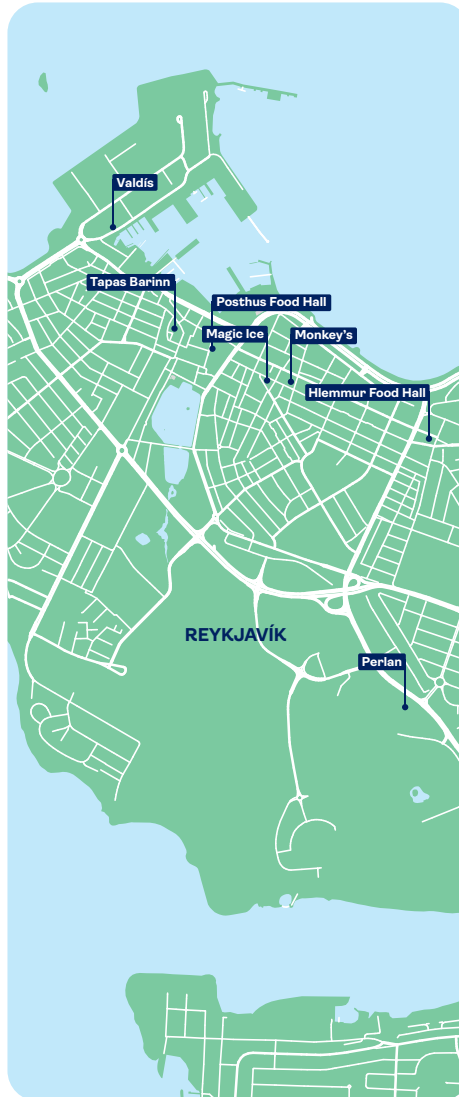 Valdís
Tapas Barinn
Posthus Food Hall
Magic Ice
Monkey's
Hlemmur Food Hall
REYKJAVÍK
Perlan